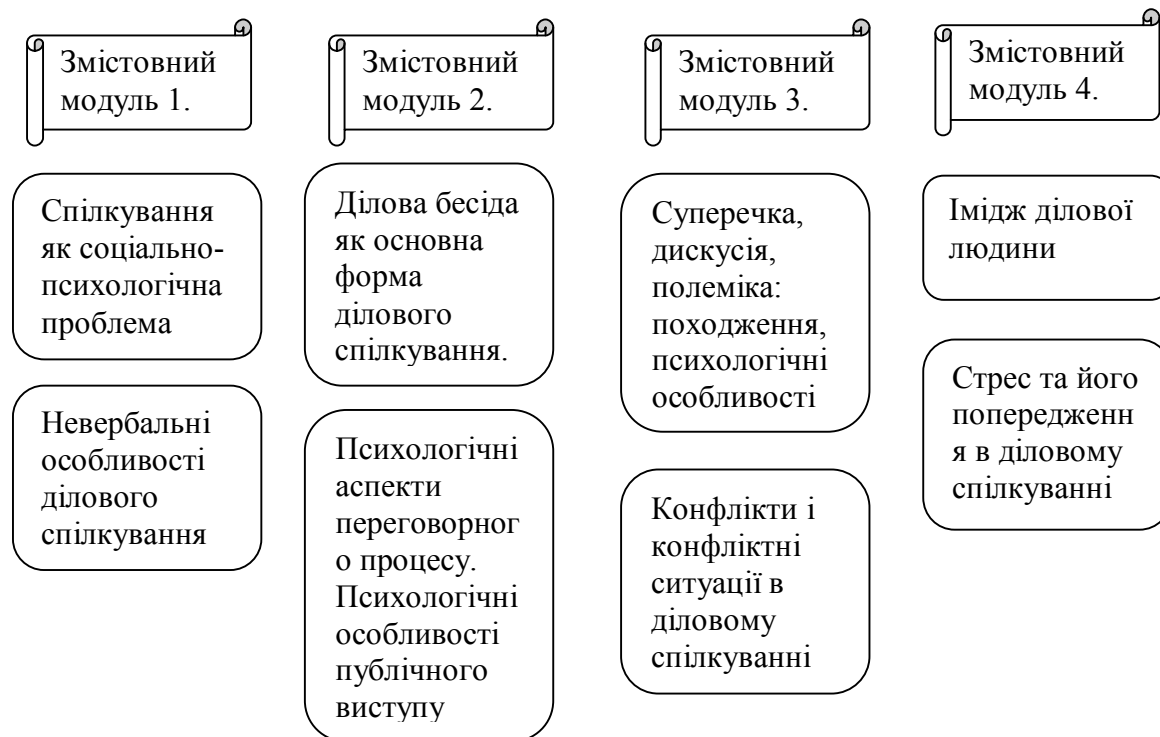 Змістовний
модуль 1.
Спілкування
як соціально-
психологічна
проблема
Невербальні
особливості
ділового
спілкування
Змістовний
модуль 2.
Ділова бесіда
як основна
форма
ділового
спілкування.
Психологічні
аспекти
переговорног
о процесу.
Психологічні
особливості
публічного
виступу
Змістовний
модуль 3.
Суперечка,
дискусія,
полеміка:
походження,
психологічні
особливості
Конфлікти і
конфліктні
ситуації в
діловому
спілкуванні
Змістовний
модуль 4.
Імідж ділової
людини
Стрес та його
попередженн
я в діловому
спілкуванні